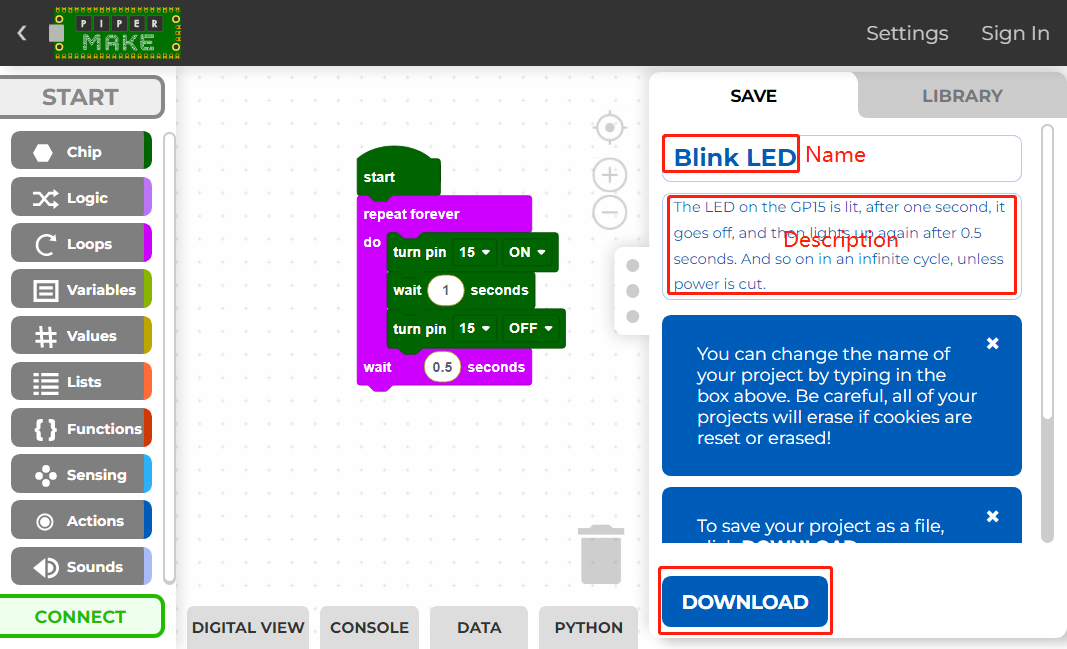 PIPER
MAKE
Settings
Sign In
START
Chip
Logic
Loops
Variables
Values
Lists
Functions
Sensing
Actions
Sounds
CONNECT
start
repeat forever
do
turn pin 15 ON
wait 1 seconds
turn pin 15 OFF
wait 0.5 seconds
DIGITAL VIEW
CONSOLE
DATA
PYTHON
SAVE
LIBRARY
Blink LED
Name
The LED on the GP15 is lit, after one second, it
goes off, and then lights up again after 0.5
Description
seconds. And so on in an infinite cycle, unless
power is cut.
You can change the name of
your project by typing in the
box above. Be careful, all of your
projects will erase if cookies are
reset or erased!
To save your project as a file,
click DOWNLOAD
DOWNLOAD